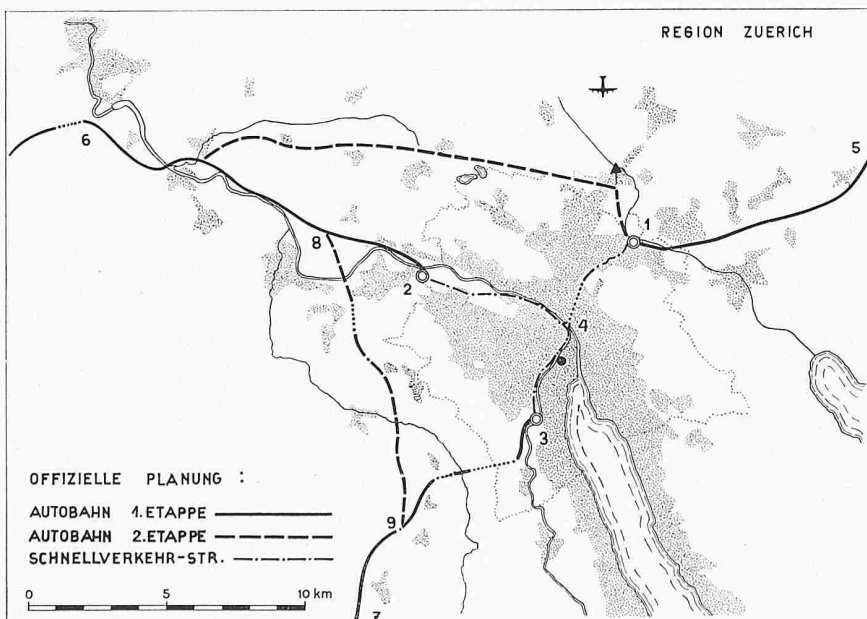 REGION ZUERICH
6
5
1
8
2
4
3
9
7
OFFIZIELLE PLANUNG :
AUTOBAHN 1.ETAPPE
AUTOBAHN 2.ETAPPE
SCHNELLVERKEHR-STR.
0 5 10 km